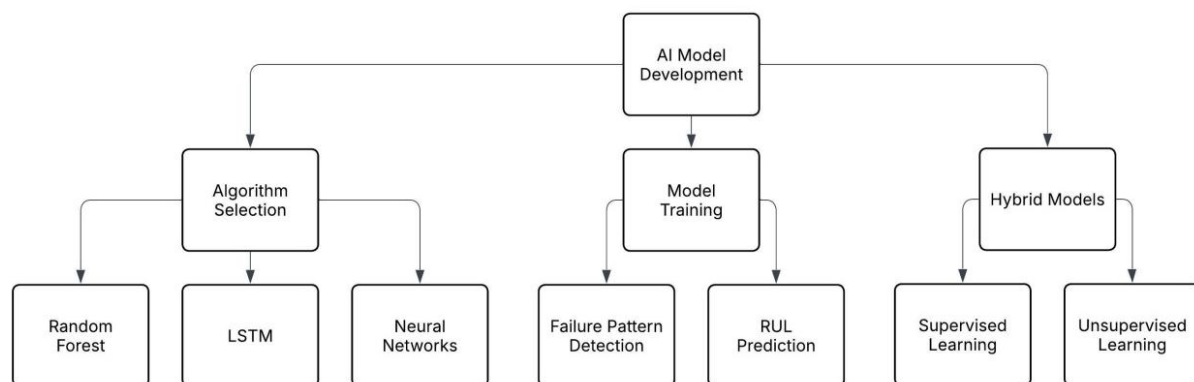 AI Model
Development
Algorithm
Selection
Model
Training
Hybrid Models
Random
Forest
LSTM
Neural
Networks
Failure Pattern
Detection
RUL
Prediction
Supervised
Learning
Unsupervised
Learning